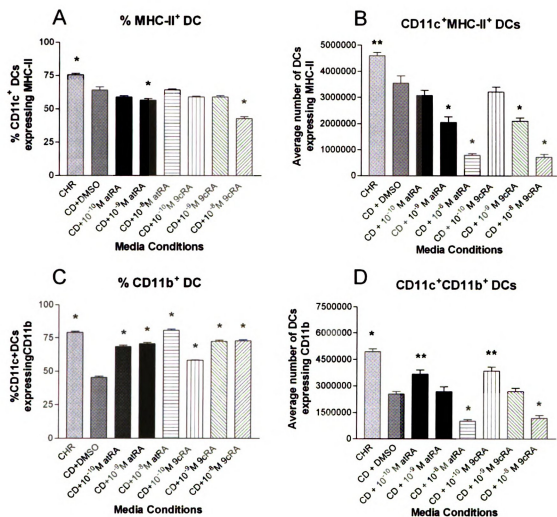 A
% MHC-II⁺ DC
% CD11c⁺ DCs
expressing MHC-II
100
75
50
25
0
*
*
*
CHR
CD+DMSO
CD+10⁻¹⁰M atRA
CD+10⁻⁹M atRA
CD+10⁻⁸M atRA
CD+10⁻¹⁰M 9cRA
CD+10⁻⁹M 9cRA
CD+10⁻⁸M 9cRA
Media Conditions
B
CD11c⁺MHC-II⁺ DCs
Average number of DCs
expressing MHC-II
5000000
4000000
3000000
2000000
1000000
0
**
*
*
*
*
CHR
CD + DMSO
CD + 10⁻¹⁰ M atRA
CD + 10⁻⁹ M atRA
CD + 10⁻⁸ M atRA
CD + 10⁻¹⁰ M 9cRA
CD + 10⁻⁹ M 9cRA
CD + 10⁻⁸ M 9cRA
Media Conditions
C
% CD11b⁺ DC
%CD11c+DCs
expressingCD11b
100
75
50
25
0
*
*
*
*
*
*
*
CHR
CD+DMSO
CD+10⁻¹⁰M atRA
CD+10⁻⁹M atRA
CD+10⁻⁸M atRA
CD+10⁻¹⁰M 9cRA
CD+10⁻⁹M 9cRA
CD+10⁻⁸M 9cRA
Media Conditions
D
CD11c⁺CD11b⁺ DCs
Average number of DCs
expressing CD11b
7500000
6000000
4500000
3000000
1500000
0
*
**
*
**
*
CHR
CD + DMSO
CD + 10⁻¹⁰ M atRA
CD + 10⁻⁹ M atRA
CD + 10⁻⁸ M atRA
CD + 10⁻¹⁰ M 9cRA
CD + 10⁻⁹ M 9cRA
CD + 10⁻⁸ M 9cRA
Media Conditions